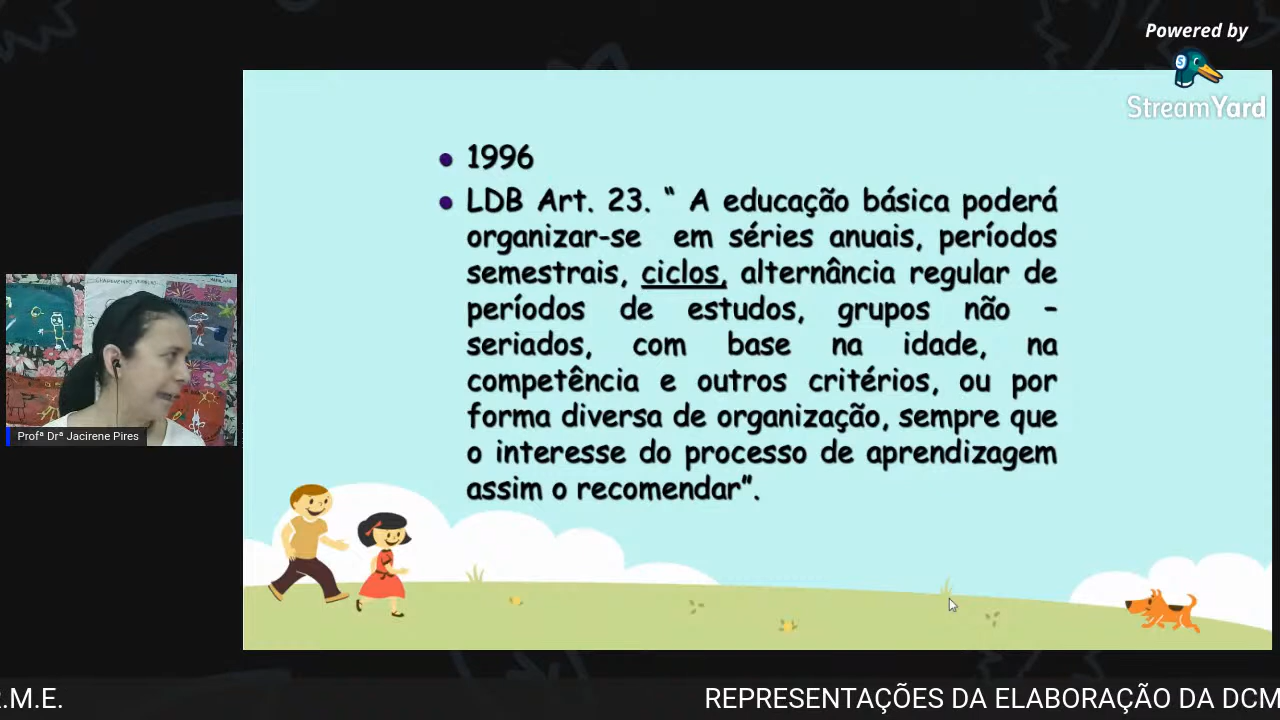 Powered by
StreamYard
● 1996
● LDB Art. 23. “ A educação básica poderá
organizar-se em séries anuais, períodos
semestrais, ciclos, alternância regular de
períodos de estudos, grupos não –
seriados, com base na idade, na
competência e outros critérios, ou por
forma diversa de organização, sempre que
o interesse do processo de aprendizagem
assim o recomendar”.
Profª Drª Jacirene Pires
.M.E.
REPRESENTAÇÕES DA ELABORAÇÃO DA DCM